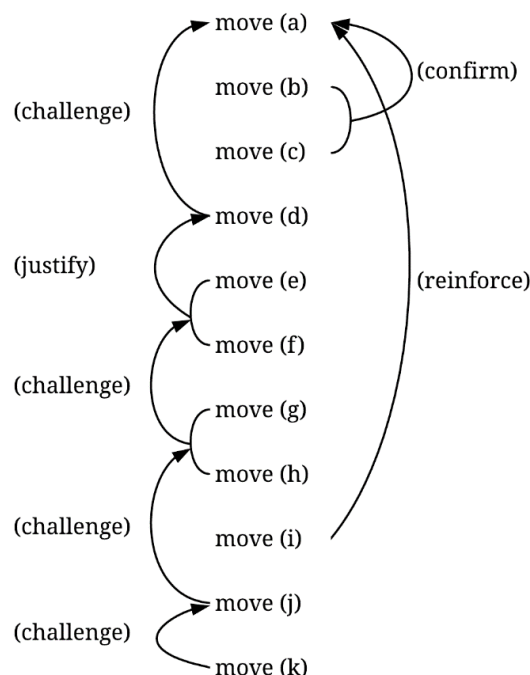 move (a)
move (b)
(confirm)
(challenge)
move (c)
move (d)
(justify)
move (e)
(reinforce)
move (f)
(challenge)
move (g)
move (h)
(challenge)
move (i)
move (j)
(challenge)
move (k)